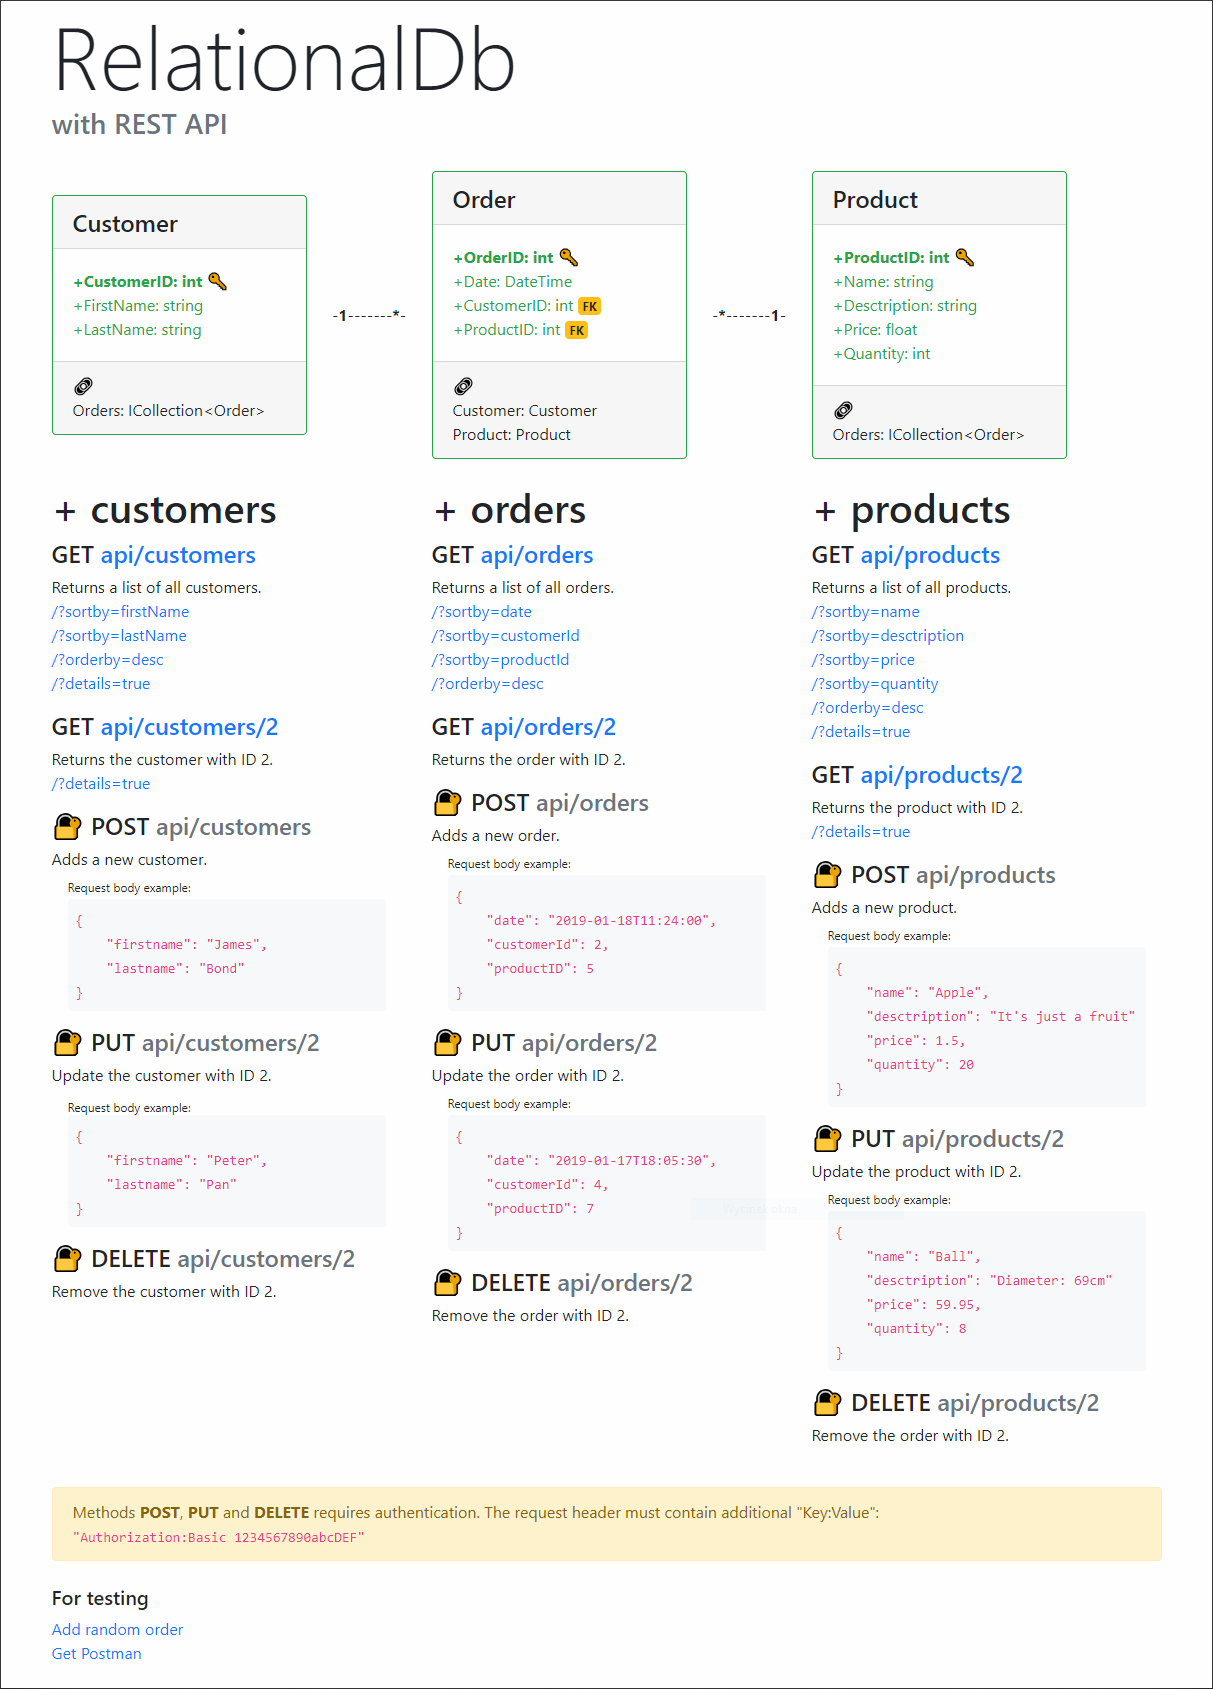 RelationalDb
with REST API
Customer
+CustomerID: int
+FirstName: string
+LastName: string
Orders: ICollection<Order>
-1-------*-
Order
+OrderID: int
+Date: DateTime
+CustomerID: int FK
+ProductID: int FK
Customer: Customer
Product: Product
-*-------1-
Product
+ProductID: int
+Name: string
+Desctription: string
+Price: float
+Quantity: int
Orders: ICollection<Order>
+ customers
GET api/customers
Returns a list of all customers.
/?sortby=firstName
/?sortby=lastName
/?orderby=desc
/?details=true
GET api/customers/2
Returns the customer with ID 2.
/?details=true
POST api/customers
Adds a new customer.
Request body example:
{
"firstname": "James",
"lastname": "Bond"
}
PUT api/customers/2
Update the customer with ID 2.
Request body example:
{
"firstname": "Peter",
"lastname": "Pan"
}
DELETE api/customers/2
Remove the customer with ID 2.
+ orders
GET api/orders
Returns a list of all orders.
/?sortby=date
/?sortby=customerId
/?sortby=productId
/?orderby=desc
GET api/orders/2
Returns the order with ID 2.
POST api/orders
Adds a new order.
Request body example:
{
"date": "2019-01-18T11:24:00",
"customerId": 2,
"productID": 5
}
PUT api/orders/2
Update the order with ID 2.
Request body example:
{
"date": "2019-01-17T18:05:30",
"customerId": 4,
"productID": 7
}
DELETE api/orders/2
Remove the order with ID 2.
+ products
GET api/products
Returns a list of all products.
/?sortby=name
/?sortby=desctription
/?sortby=price
/?sortby=quantity
/?orderby=desc
/?details=true
GET api/products/2
Returns the product with ID 2.
/?details=true
POST api/products
Adds a new product.
Request body example:
{
"name": "Apple",
"desctription": "It's just a fruit"
"price": 1.5,
"quantity": 20
}
PUT api/products/2
Update the product with ID 2.
Request body example:
{
"name": "Ball",
"desctription": "Diameter: 69cm"
"price": 59.95,
"quantity": 8
}
DELETE api/products/2
Remove the order with ID 2.
Methods POST, PUT and DELETE requires authentication. The request header must contain additional "Key:Value":
"Authorization:Basic 1234567890abcDEF"
For testing
Add random order
Get Postman